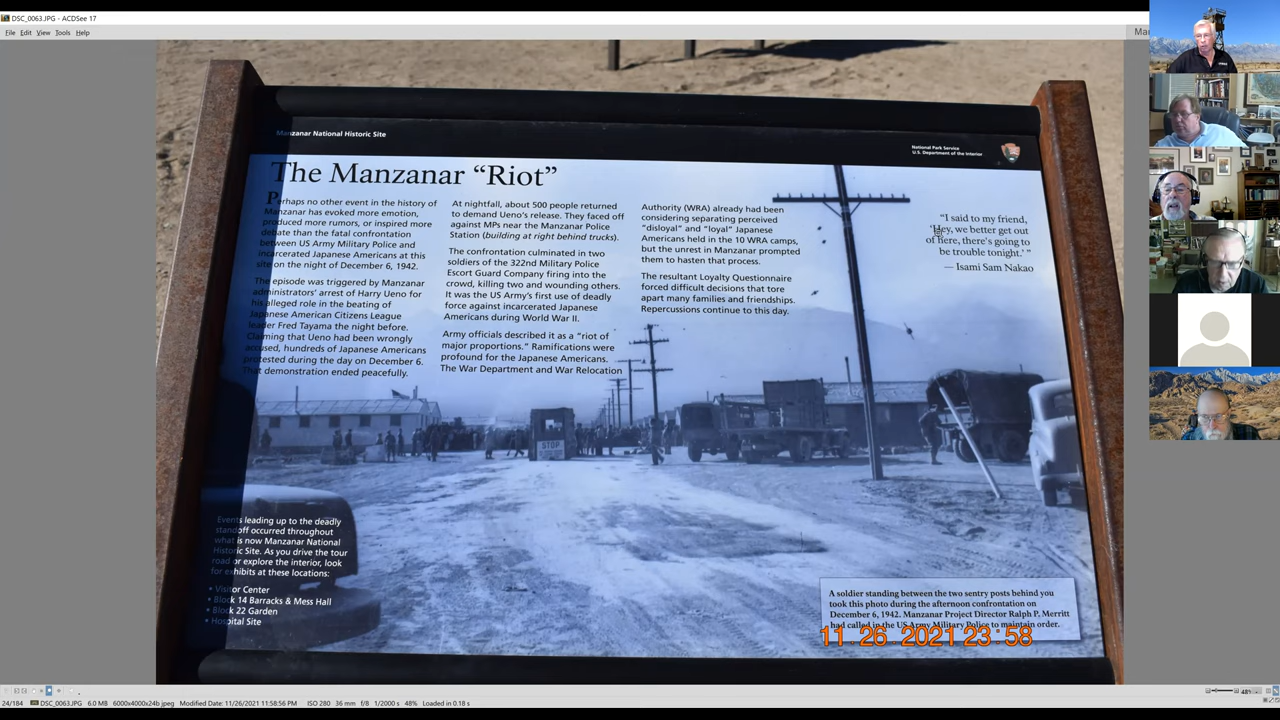 DSC_0063.JPG - ACDSee 17
File Edit View Tools Help
Manzanar National Historic Site
National Park Service
U.S. Department of the Interior
The Manzanar “Riot”
Perhaps no other event in the history of
Manzanar has evoked more emotion,
produced more rumors, or inspired more
debate than the fatal confrontation
between US Army Military Police and
incarcerated Japanese Americans at this
site on the night of December 6, 1942.
The episode was triggered by Manzanar
administrators’ arrest of Harry Ueno for
his alleged role in the beating of
Japanese American Citizens League
leader Fred Tayama the night before.
Claiming that Ueno had been wrongly
accused, hundreds of Japanese Americans
protested during the day on December 6.
That demonstration ended peacefully.
At nightfall, about 500 people returned
to demand Ueno’s release. They faced off
against MPs near the Manzanar Police
Station (building at right behind trucks).
The confrontation culminated in two
soldiers of the 322nd Military Police
Escort Guard Company firing into the
crowd, killing two and wounding others.
It was the US Army’s first use of deadly
force against incarcerated Japanese
Americans during World War II.
Army officials described it as a “riot of
major proportions.” Ramifications were
profound for the Japanese Americans.
The War Department and War Relocation
Authority (WRA) already had been
considering separating perceived
“disloyal” and “loyal” Japanese
Americans held in the 10 WRA camps,
but the unrest in Manzanar prompted
them to hasten that process.
The resultant Loyalty Questionnaire
forced difficult decisions that tore
apart many families and friendships.
Repercussions continue to this day.
“I said to my friend,
‘Hey, we better get out
of here, there’s going to
be trouble tonight.’ ”
— Isami Sam Nakao
STOP
Events leading up to the deadly
standoff occurred throughout
what is now Manzanar National
Historic Site. As you drive the tour
road or explore the interior, look
for exhibits at these locations:
• Visitor Center
• Block 14 Barracks & Mess Hall
• Block 22 Garden
• Hospital Site
A soldier standing between the two sentry posts behind you
took this photo during the afternoon confrontation on
December 6, 1942. Manzanar Project Director Ralph P. Merritt
had called in the US Army Military Police to maintain order.
11 26 2021 23:58
24/184 DSC_0063.JPG 6.0 MB 6000x4000x24b jpeg Modified Date: 11/26/2021 11:58:56 PM ISO 280 36 mm f/8 1/2000 s 48% Loaded in 0.18 s